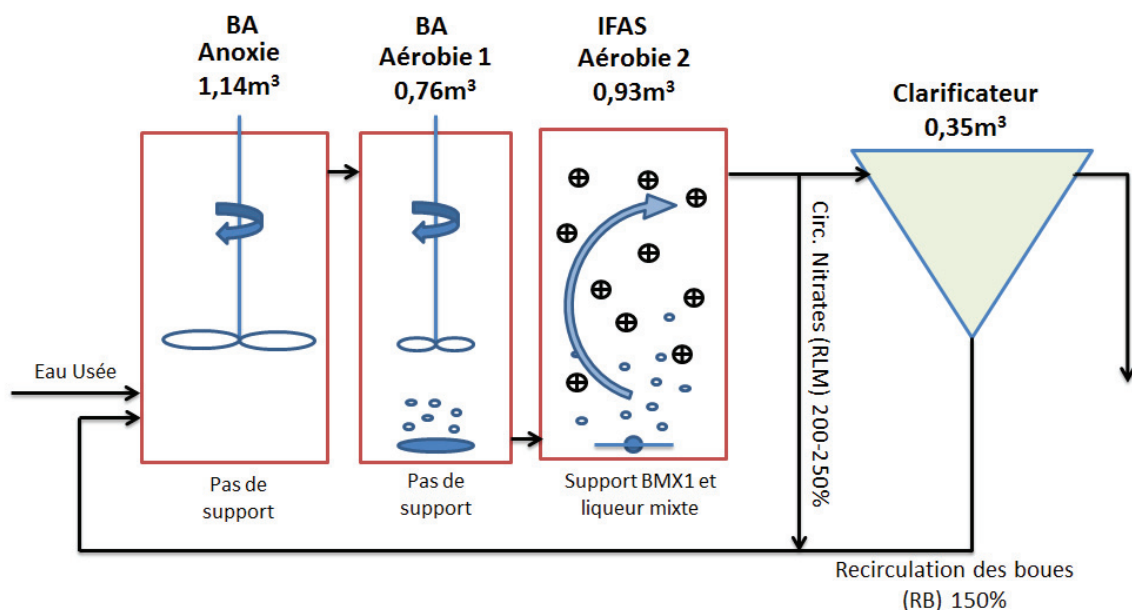 BA
Anoxie
1,14m³
BA
Aérobie 1
0,76m³
IFAS
Aérobie 2
0,93m³
Clarificateur
0,35m³
Eau Usée
Circ. Nitrates (RLM) 200-250%
Pas de
support
Pas de
support
Support BMX1 et
liqueur mixte
Recirculation des boues
(RB) 150%